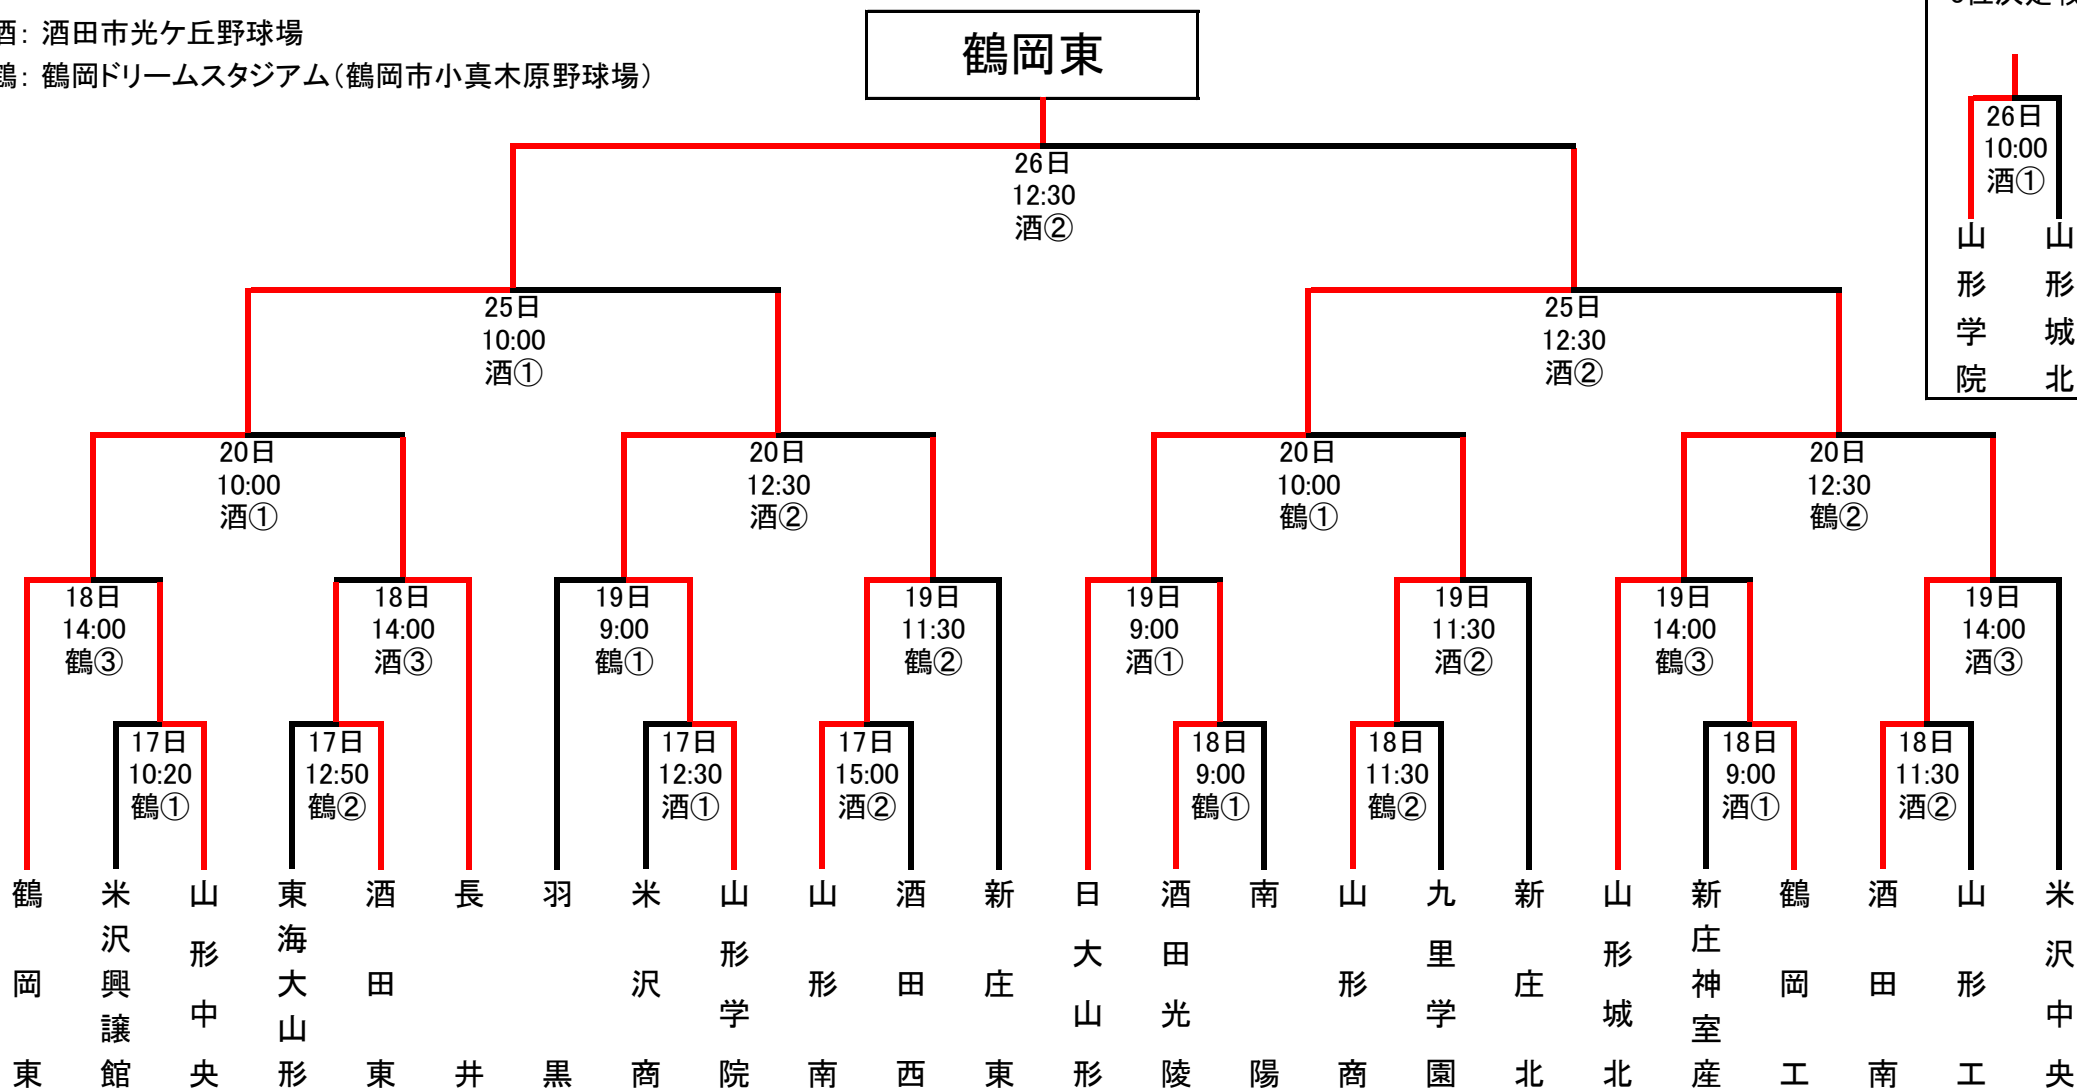 酒： 酒田市光ケ丘野球場
鶴： 鶴岡ドリームスタジアム（鶴岡市小真木原野球場）
鶴岡東
26日
12:30
酒②
26日
10:00
酒①
山形学院
山形城北
25日
10:00
酒①
25日
12:30
酒②
20日
10:00
酒①
20日
12:30
酒②
20日
10:00
鶴①
20日
12:30
鶴②
18日
14:00
鶴③
18日
14:00
酒③
19日
9:00
鶴①
19日
11:30
鶴②
19日
9:00
酒①
19日
11:30
酒②
19日
14:00
鶴③
19日
14:00
酒③
17日
10:20
鶴①
17日
12:50
鶴②
17日
12:30
酒①
17日
15:00
酒②
18日
9:00
鶴①
18日
11:30
鶴②
18日
9:00
酒①
18日
11:30
酒②
鶴岡東
米沢興譲館
山形中央
東海大山形
酒田東
長井
羽黒
米沢商
山形学院
山形南
酒田西
新庄東
日大山形
酒田光陵
南陽
山形商
九里学園
新庄北
山形城北
新庄神室産
鶴岡工
酒田南
山形工
米沢中央